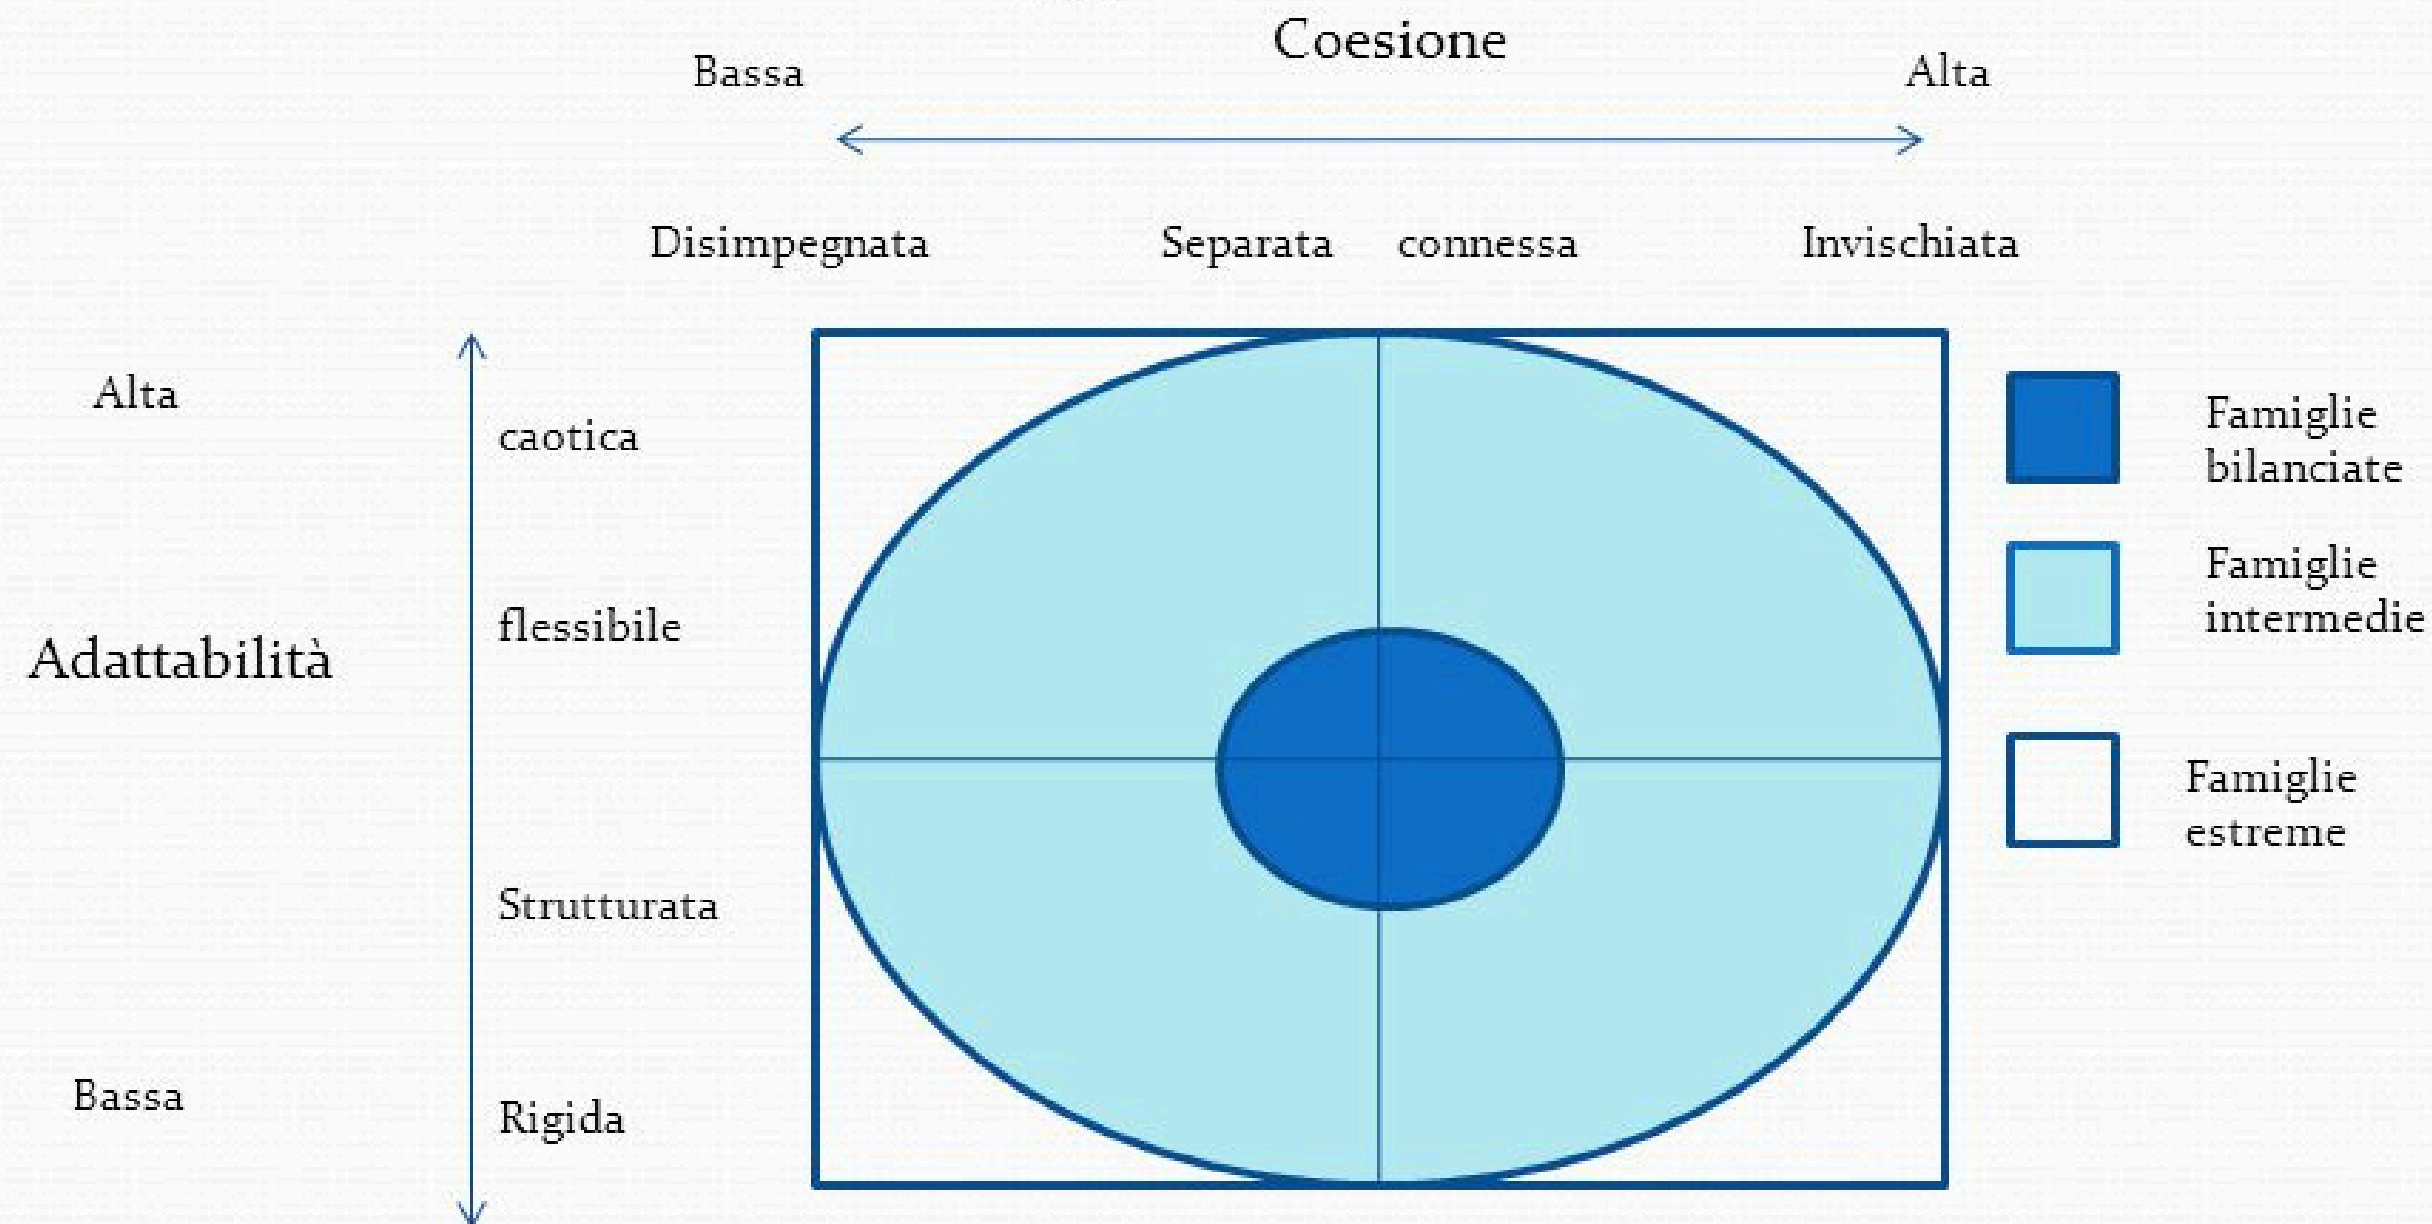 Coesione
Bassa
Alta
Disimpegnata
Separata
connessa
Invischiata
Alta
caotica
flessibile
Adattabilità
Strutturata
Bassa
Rigida
Famiglie
bilanciate
Famiglie
intermedie
Famiglie
estreme